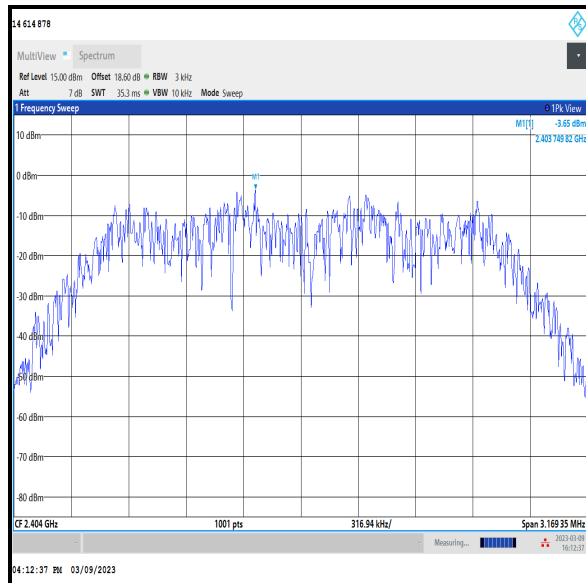 14 614 878
MultiView Spectrum
Ref Level 15.00 dBm Offset 18.60 dB RBW 3 kHz
Att 7 dB SWT 35.3 ms VBW 10 kHz Mode Sweep
1 Frequency Sweep 1Pk View
M1[1] -3.65 dBm
2.403 749 82 GHz
10 dBm
0 dBm
M1
-10 dBm
-20 dBm
-30 dBm
-40 dBm
-50 dBm
-60 dBm
-70 dBm
-80 dBm
CF 2.404 GHz 1001 pts 316.94 kHz/ Span 3.169 35 MHz
Measuring... 2023-03-09
16:12:37
04:12:37 PM 03/09/2023